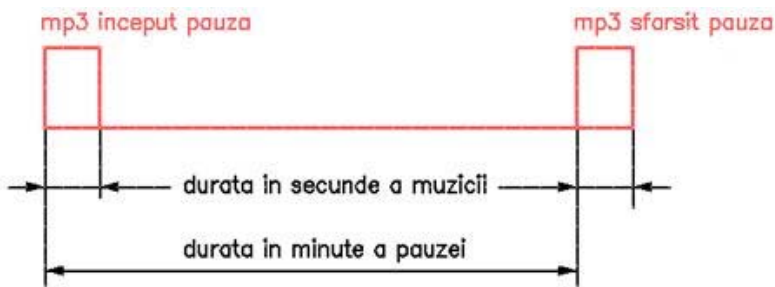 mp3 inceput pauza
mp3 sfarsit pauza
durata in secunde a muzicii
durata in minute a pauzei